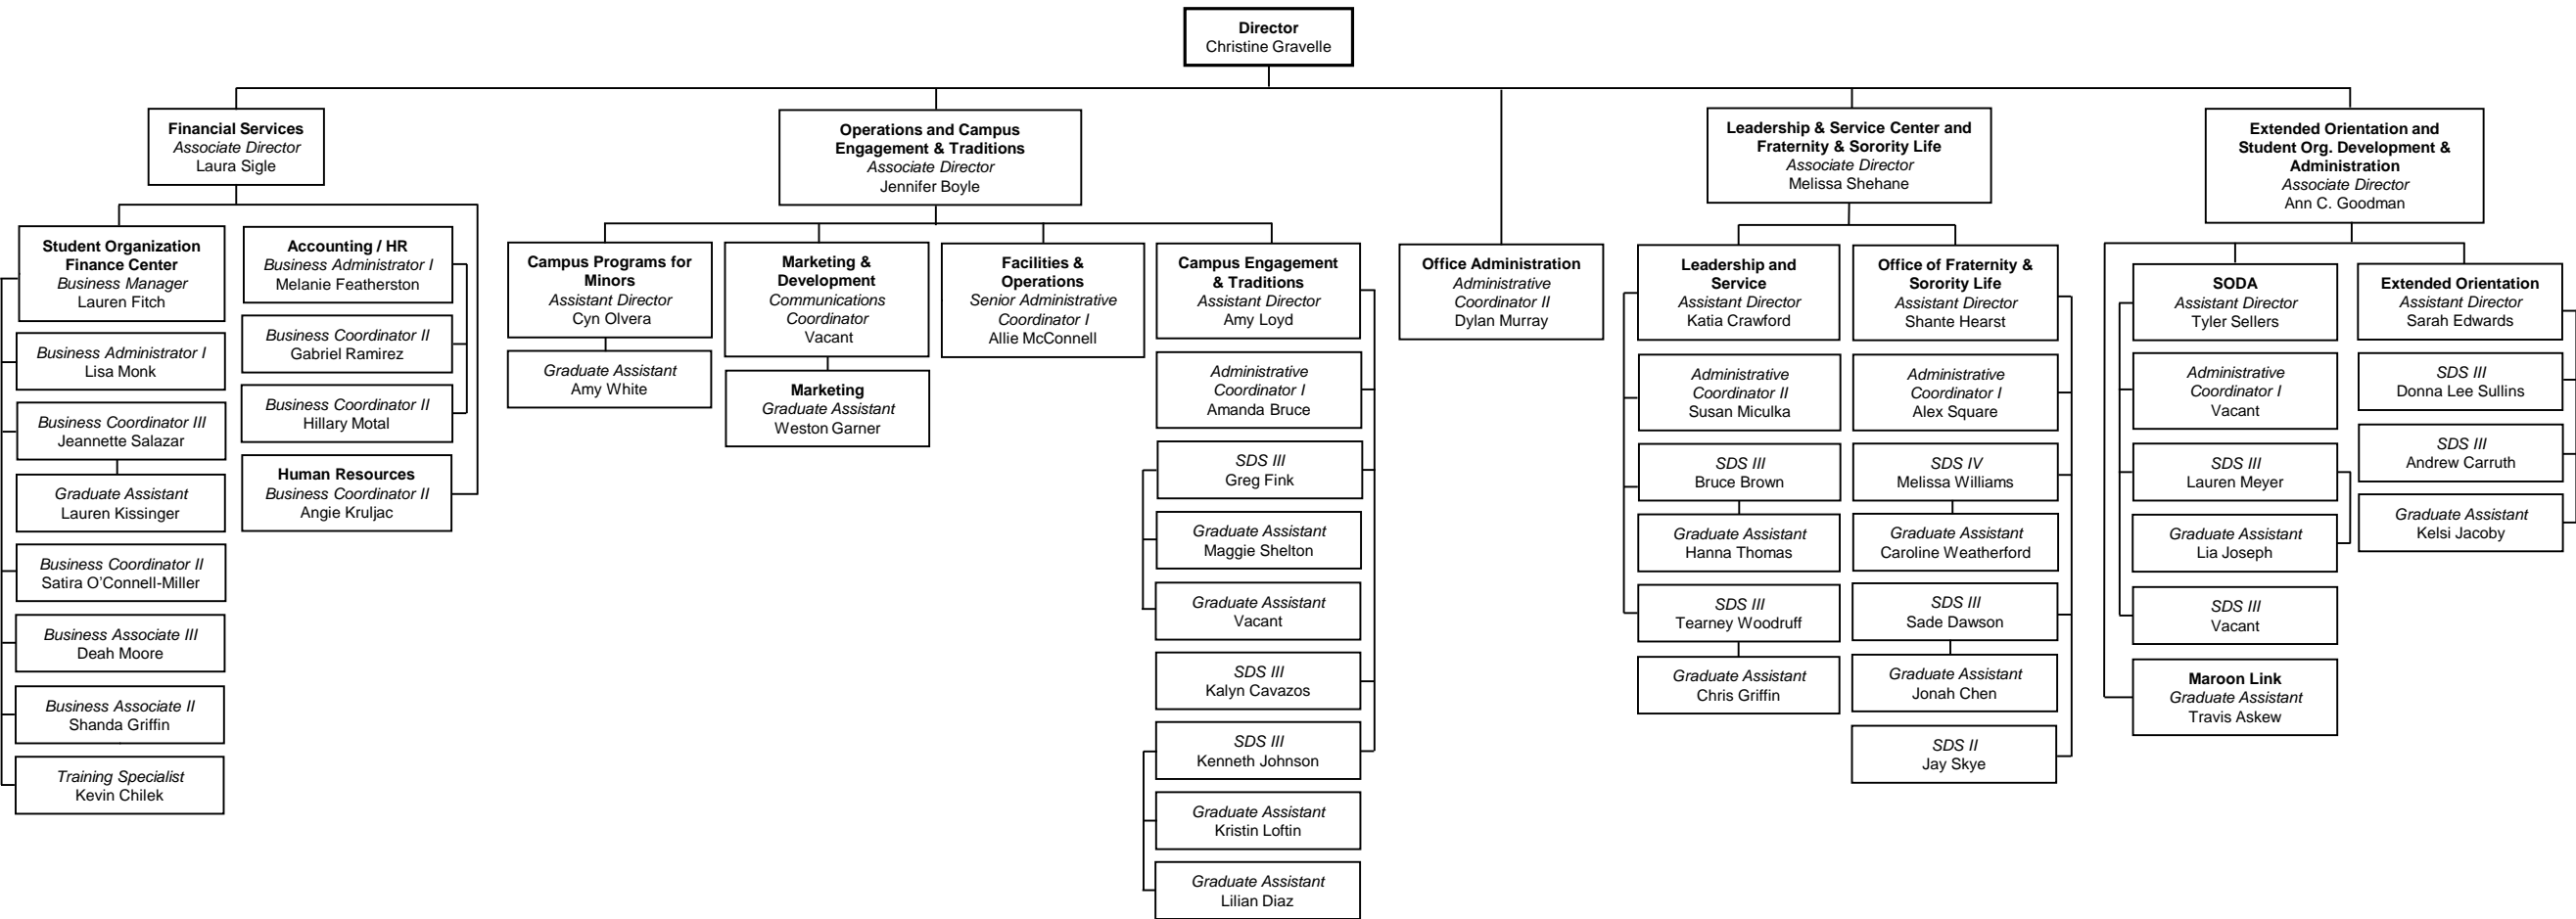 Director
Christine Gravelle
Financial Services
Associate Director
Laura Sigle
Student Organization
Finance Center
Business Manager
Lauren Fitch
Business Administrator I
Lisa Monk
Business Coordinator III
Jeannette Salazar
Graduate Assistant
Lauren Kissinger
Business Coordinator II
Satira O’Connell-Miller
Business Associate III
Deah Moore
Business Associate II
Shanda Griffin
Training Specialist
Kevin Chilek
Accounting / HR
Business Administrator I
Melanie Featherston
Business Coordinator II
Gabriel Ramirez
Business Coordinator II
Hillary Motal
Human Resources
Business Coordinator II
Angie Kruljac
Operations and Campus
Engagement & Traditions
Associate Director
Jennifer Boyle
Campus Programs for
Minors
Assistant Director
Cyn Olvera
Graduate Assistant
Amy White
Marketing &
Development
Communications
Coordinator
Vacant
Marketing
Graduate Assistant
Weston Garner
Facilities &
Operations
Senior Administrative
Coordinator I
Allie McConnell
Campus Engagement
& Traditions
Assistant Director
Amy Loyd
Administrative
Coordinator I
Amanda Bruce
SDS III
Greg Fink
Graduate Assistant
Maggie Shelton
Graduate Assistant
Vacant
SDS III
Kalyn Cavazos
SDS III
Kenneth Johnson
Graduate Assistant
Kristin Loftin
Graduate Assistant
Lilian Diaz
Office Administration
Administrative
Coordinator II
Dylan Murray
Leadership & Service Center and
Fraternity & Sorority Life
Associate Director
Melissa Shehane
Leadership and
Service
Assistant Director
Katia Crawford
Administrative
Coordinator II
Susan Miculka
SDS III
Bruce Brown
Graduate Assistant
Hanna Thomas
SDS III
Tearney Woodruff
Graduate Assistant
Chris Griffin
Office of Fraternity &
Sorority Life
Assistant Director
Shante Hearst
Administrative
Coordinator I
Alex Square
SDS IV
Melissa Williams
Graduate Assistant
Caroline Weatherford
SDS III
Sade Dawson
Graduate Assistant
Jonah Chen
SDS II
Jay Skye
Extended Orientation and
Student Org. Development &
Administration
Associate Director
Ann C. Goodman
SODA
Assistant Director
Tyler Sellers
Administrative
Coordinator I
Vacant
SDS III
Lauren Meyer
Graduate Assistant
Lia Joseph
SDS III
Vacant
Maroon Link
Graduate Assistant
Travis Askew
Extended Orientation
Assistant Director
Sarah Edwards
SDS III
Donna Lee Sullins
SDS III
Andrew Carruth
Graduate Assistant
Kelsi Jacoby